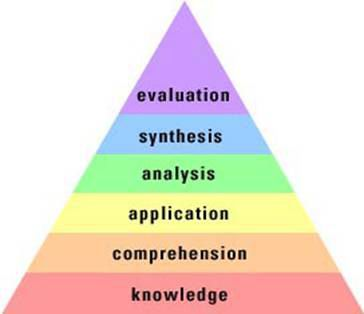 evaluation
synthesis
analysis
application
comprehension
knowledge